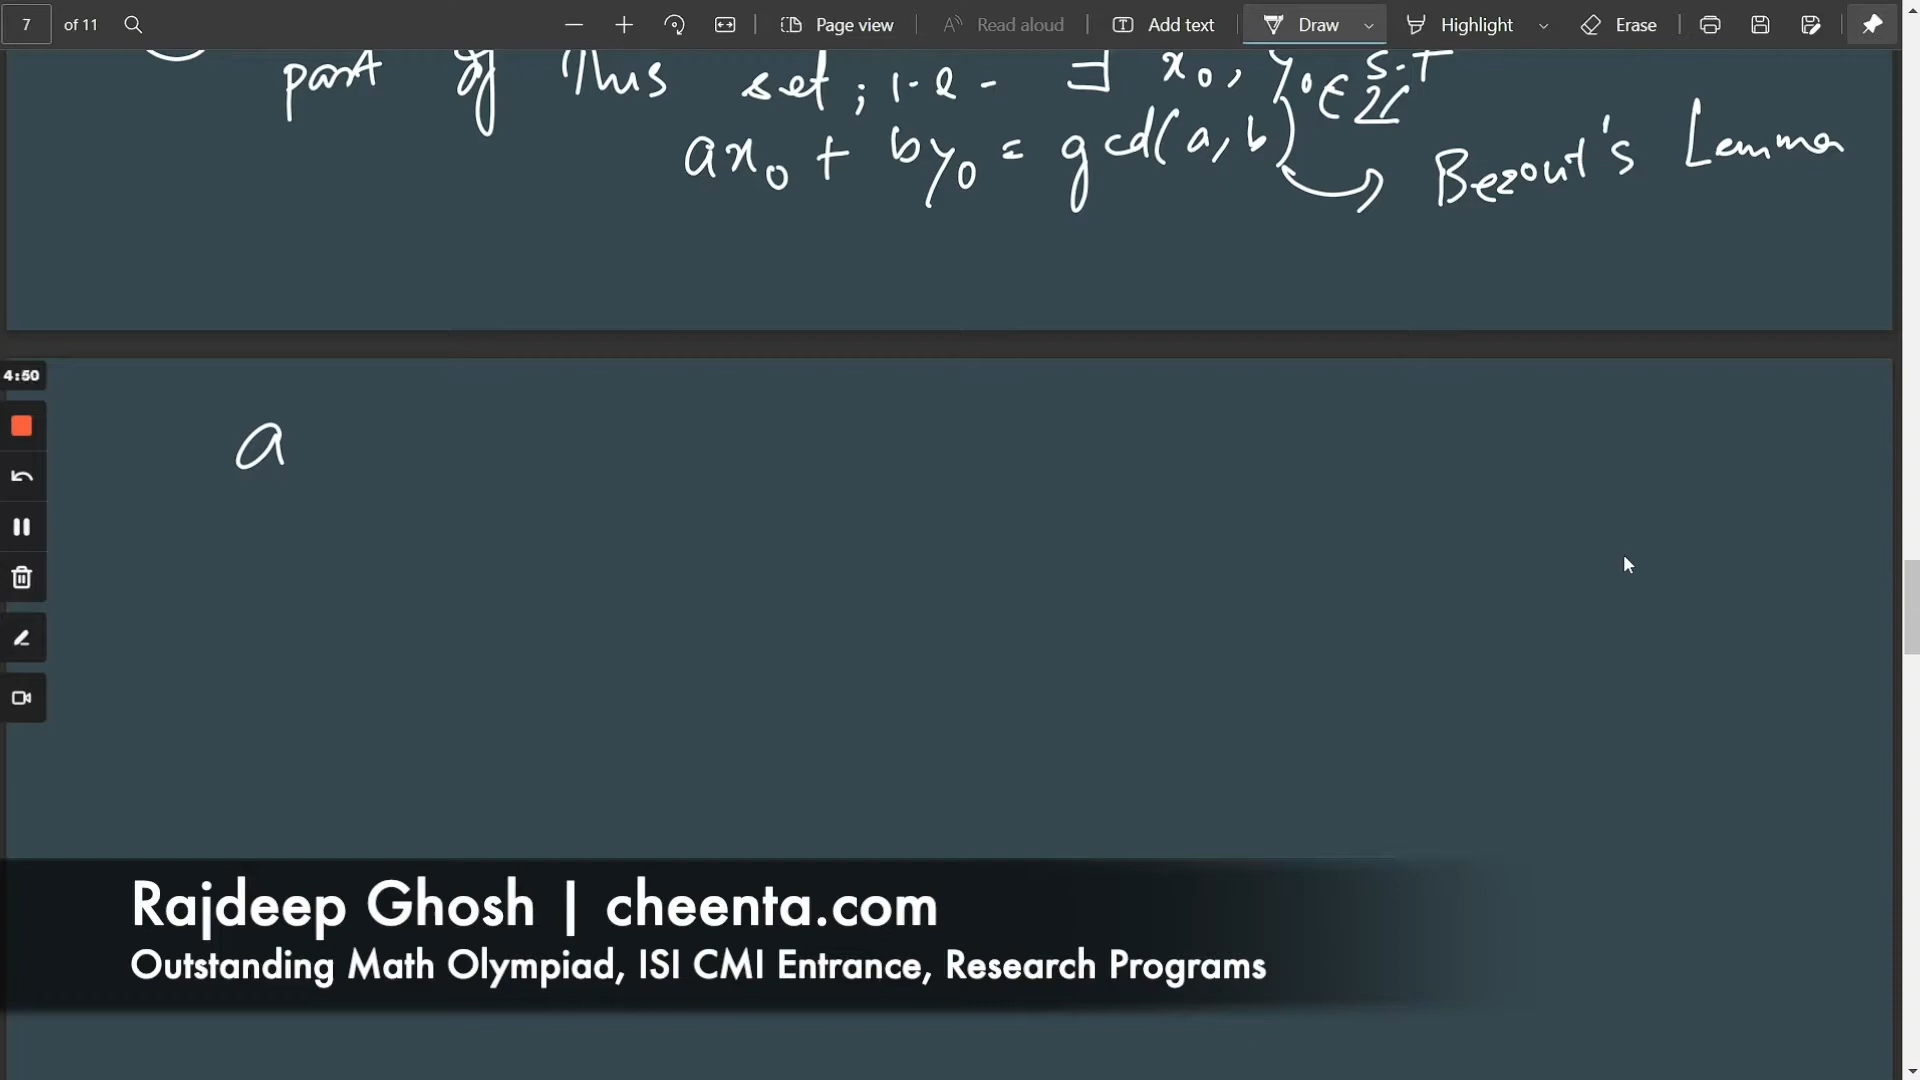 7 of 11 Page view Read aloud Add text Draw Highlight Erase
part of this set; i.e. ∃ x₀, y₀ ∈ ℤ s.t
ax₀ + by₀ = gcd(a, b) Bezout's Lemma
4:50
a
Rajdeep Ghosh | cheenta.com
Outstanding Math Olympiad, ISI CMI Entrance, Research Programs